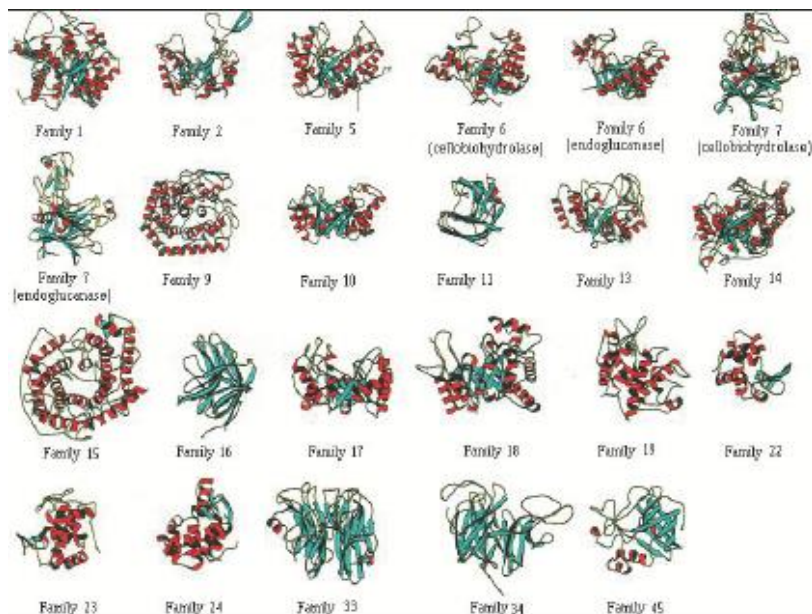 Family 1
Family 2
Family 5
Family 6
(cellobiohydrolase)
Family 6
(endoglucanase)
Family 7
(cellobiohydrolase)
Family 7
(endoglucanase)
Family 9
Family 10
Family 11
Family 13
Family 14
Family 15
Family 16
Family 17
Family 18
Family 19
Family 22
Family 23
Family 24
Family 33
Family 34
Family 45